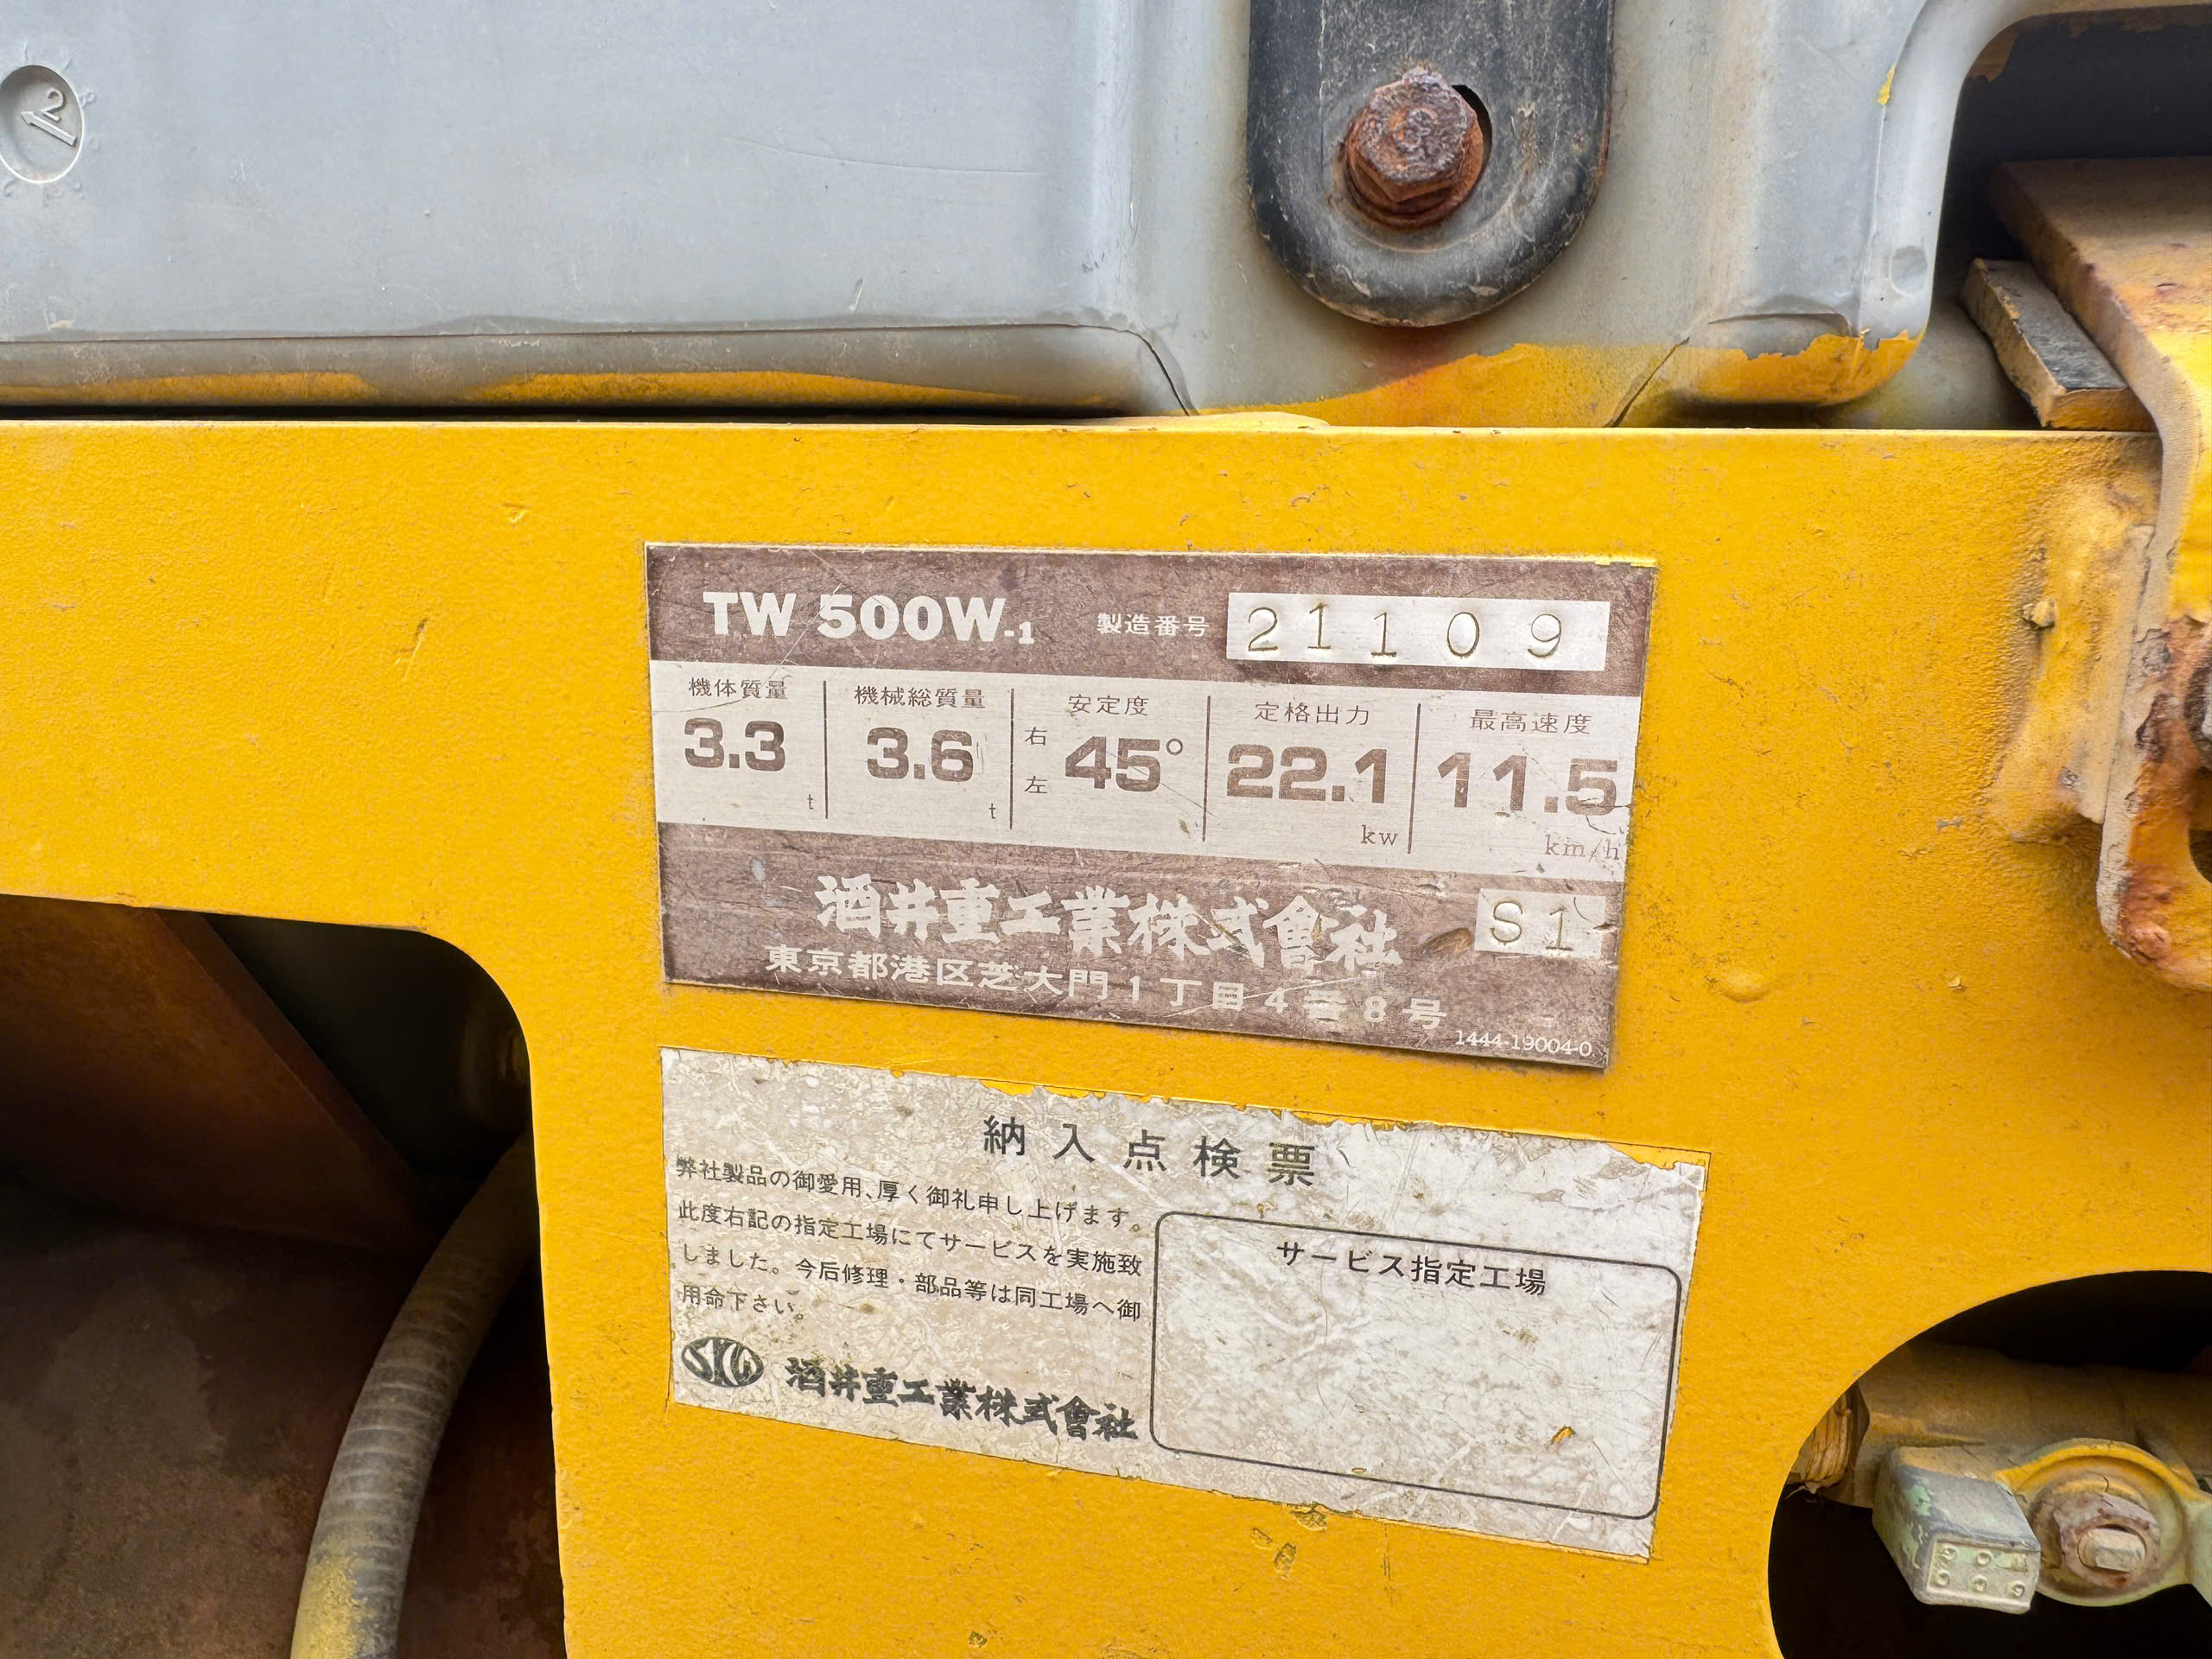 2
TW 500W-1 製造番号 21109
機体質量 機械総質量 安定度 定格出力 最高速度
3.3 t 3.6 t 右 左 45° 22.1 kw 11.5 km/h
酒井重工業株式會社 S1
東京都港区芝大門1丁目4番8号
1444-19004-0
納入点検票
弊社製品の御愛用、厚く御礼申し上げます。
此度右記の指定工場にてサービスを実施致
しました。今后修理・部品等は同工場へ御
用命下さい。
サービス指定工場
SKW 酒井重工業株式會社